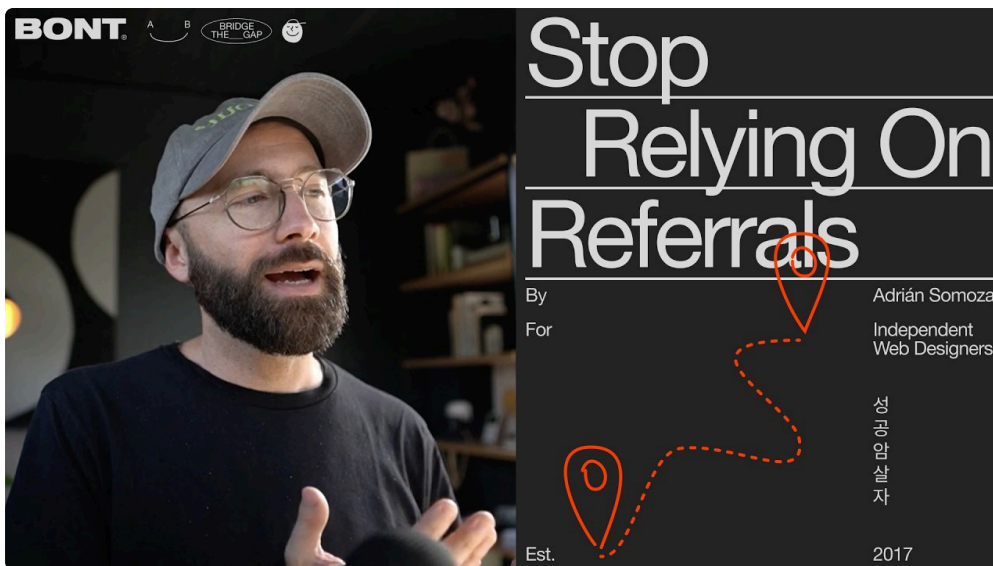 BONT®
A B
BRIDGE
THE GAP
Stop
Relying On
Referrals
By Adrián Somoza
For Independent
Web Designers
성
공
암
살
자
Est. 2017